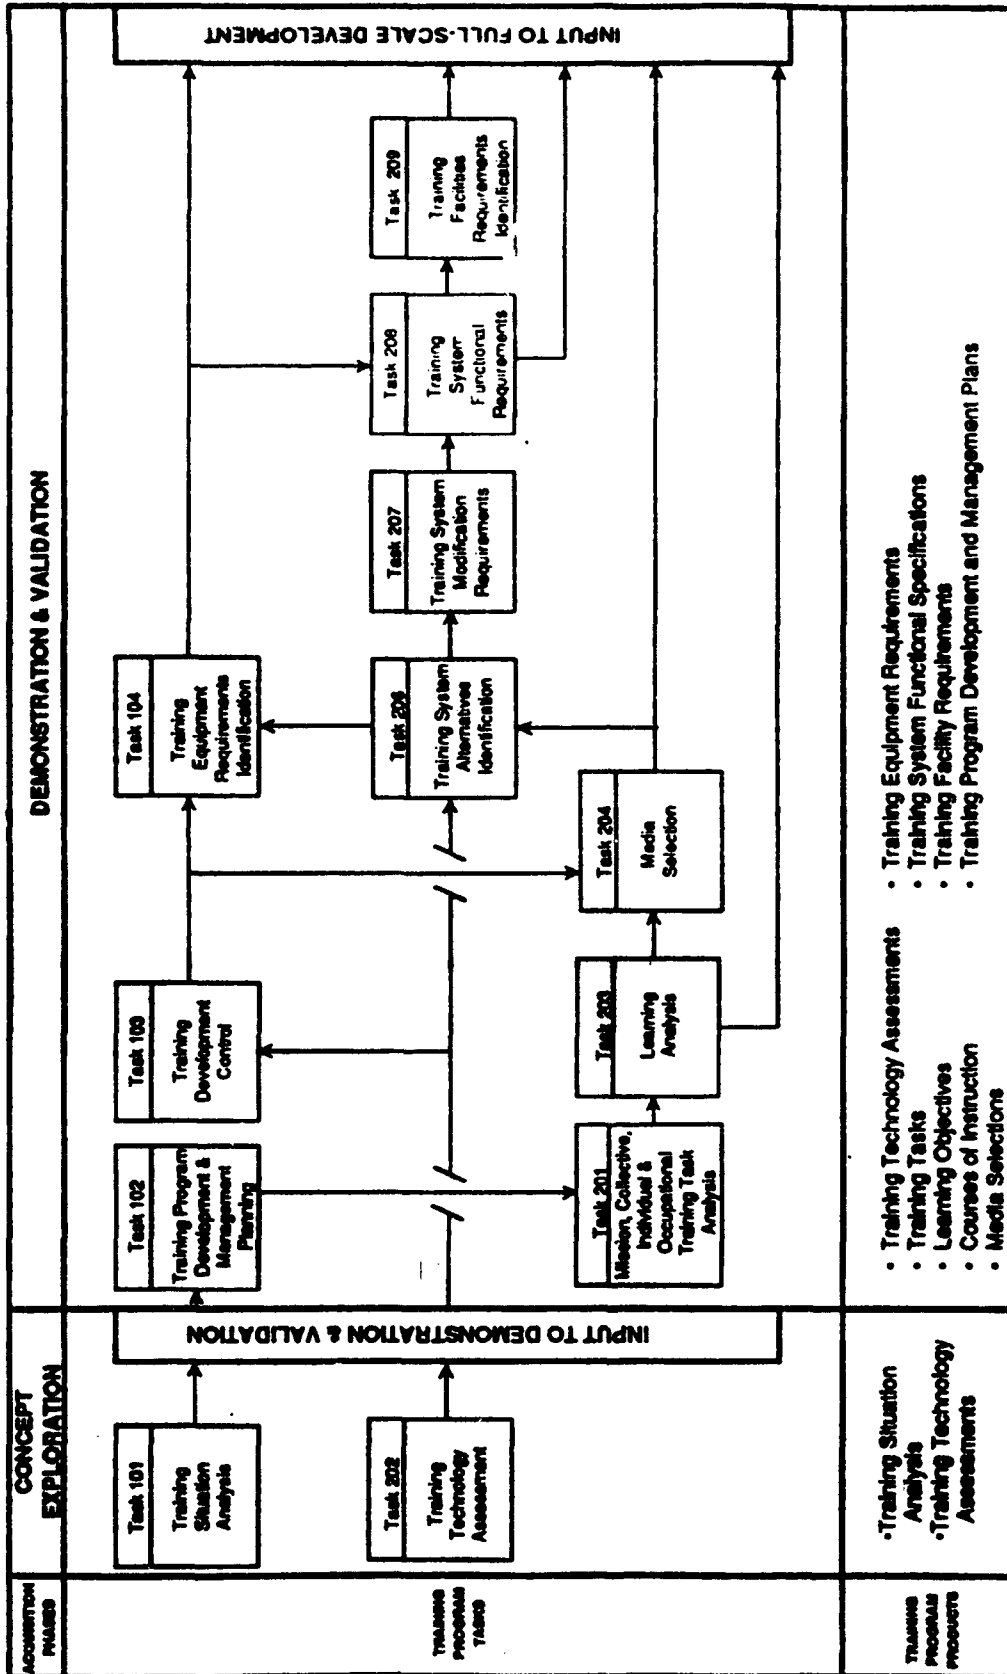 ACQUISITION
PHASES
CONCEPT
EXPLORATION
DEMONSTRATION & VALIDATION
TRAINING
PROGRAM
TASKS
Task 101
Training
Situation
Analysis
Task 202
Training
Technology
Assessment
INPUT TO DEMONSTRATION & VALIDATION
Task 102
Training Program
Development &
Management
Planning
Task 103
Training
Development
Control
Task 104
Training
Equipment
Requirements
Identification
Task 206
Training System
Alternatives
Identification
Task 207
Training System
Modification
Requirements
Task 208
Training
System
Functional
Requirements
Task 209
Training
Facilities
Requirements
Identification
Task 201
Mission, Collective,
Individual &
Occupational
Training Task
Analysis
Task 203
Learning
Analysis
Task 204
Media
Selection
INPUT TO FULL-SCALE DEVELOPMENT
TRAINING
PROGRAM
PRODUCTS
•Training Situation
Analysis
•Training Technology
Assessments
• Training Technology Assessments
• Training Tasks
• Learning Objectives
• Courses of Instruction
• Media Selections
• Training Equipment Requirements
• Training System Functional Specifications
• Training Facility Requirements
• Training Program Development and Management Plans